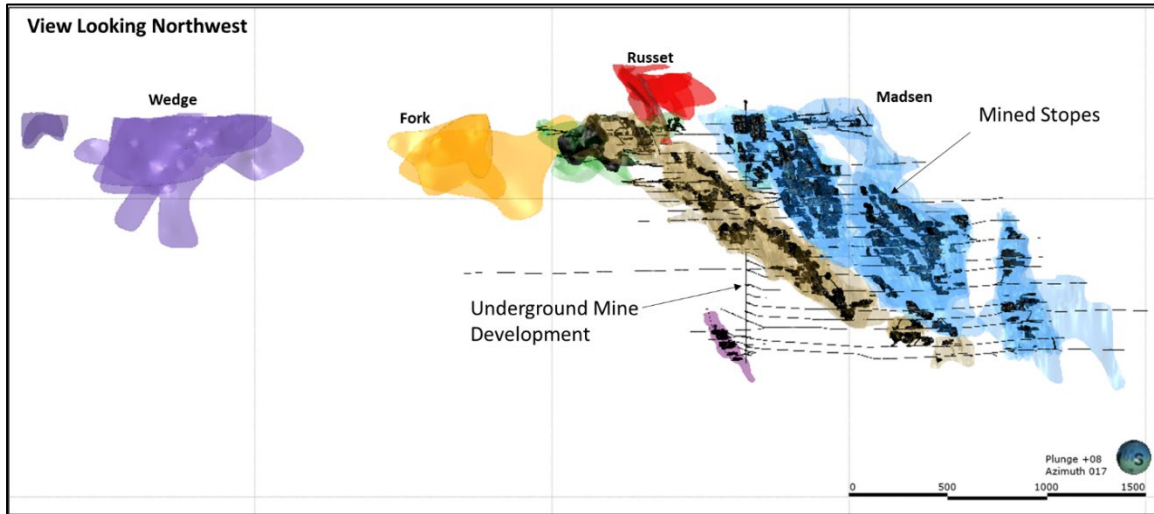 View Looking Northwest
Russet
Wedge
Madsen
Mined Stopes
Fork
Underground Mine
Development
Plunge +08
Azimuth 017
S
0 500 1000 1500